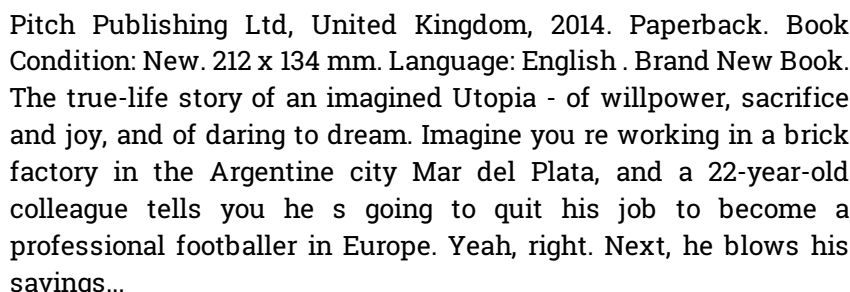 Pitch Publishing Ltd, United Kingdom, 2014. Paperback. Book
Condition: New. 212 x 134 mm. Language: English . Brand New Book.
The true-life story of an imagined Utopia - of willpower, sacrifice
and joy, and of daring to dream. Imagine you re working in a brick
factory in the Argentine city Mar del Plata, and a 22-year-old
colleague tells you he s going to quit his job to become a
professional footballer in Europe. Yeah, right. Next, he blows his
savings...